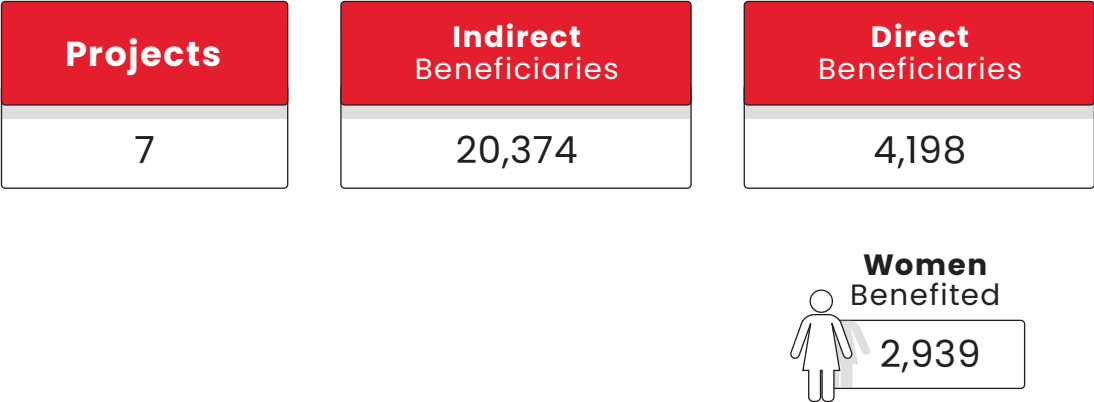 Projects
7
Indirect
Beneficiaries
20,374
Direct
Beneficiaries
4,198
Women
Benefited
2,939